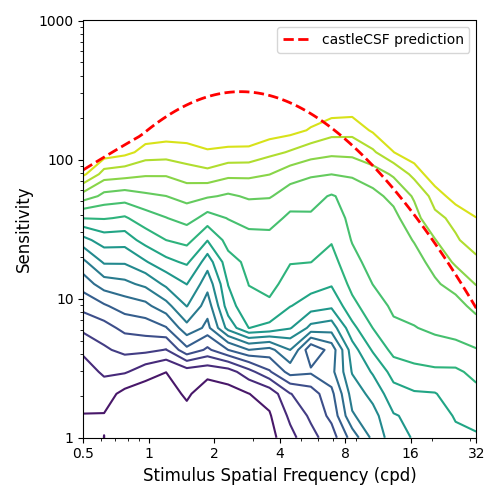 1000
castleCSF prediction
100
Sensitivity
10
1
0.5 1 2 4 8 16 32
Stimulus Spatial Frequency (cpd)